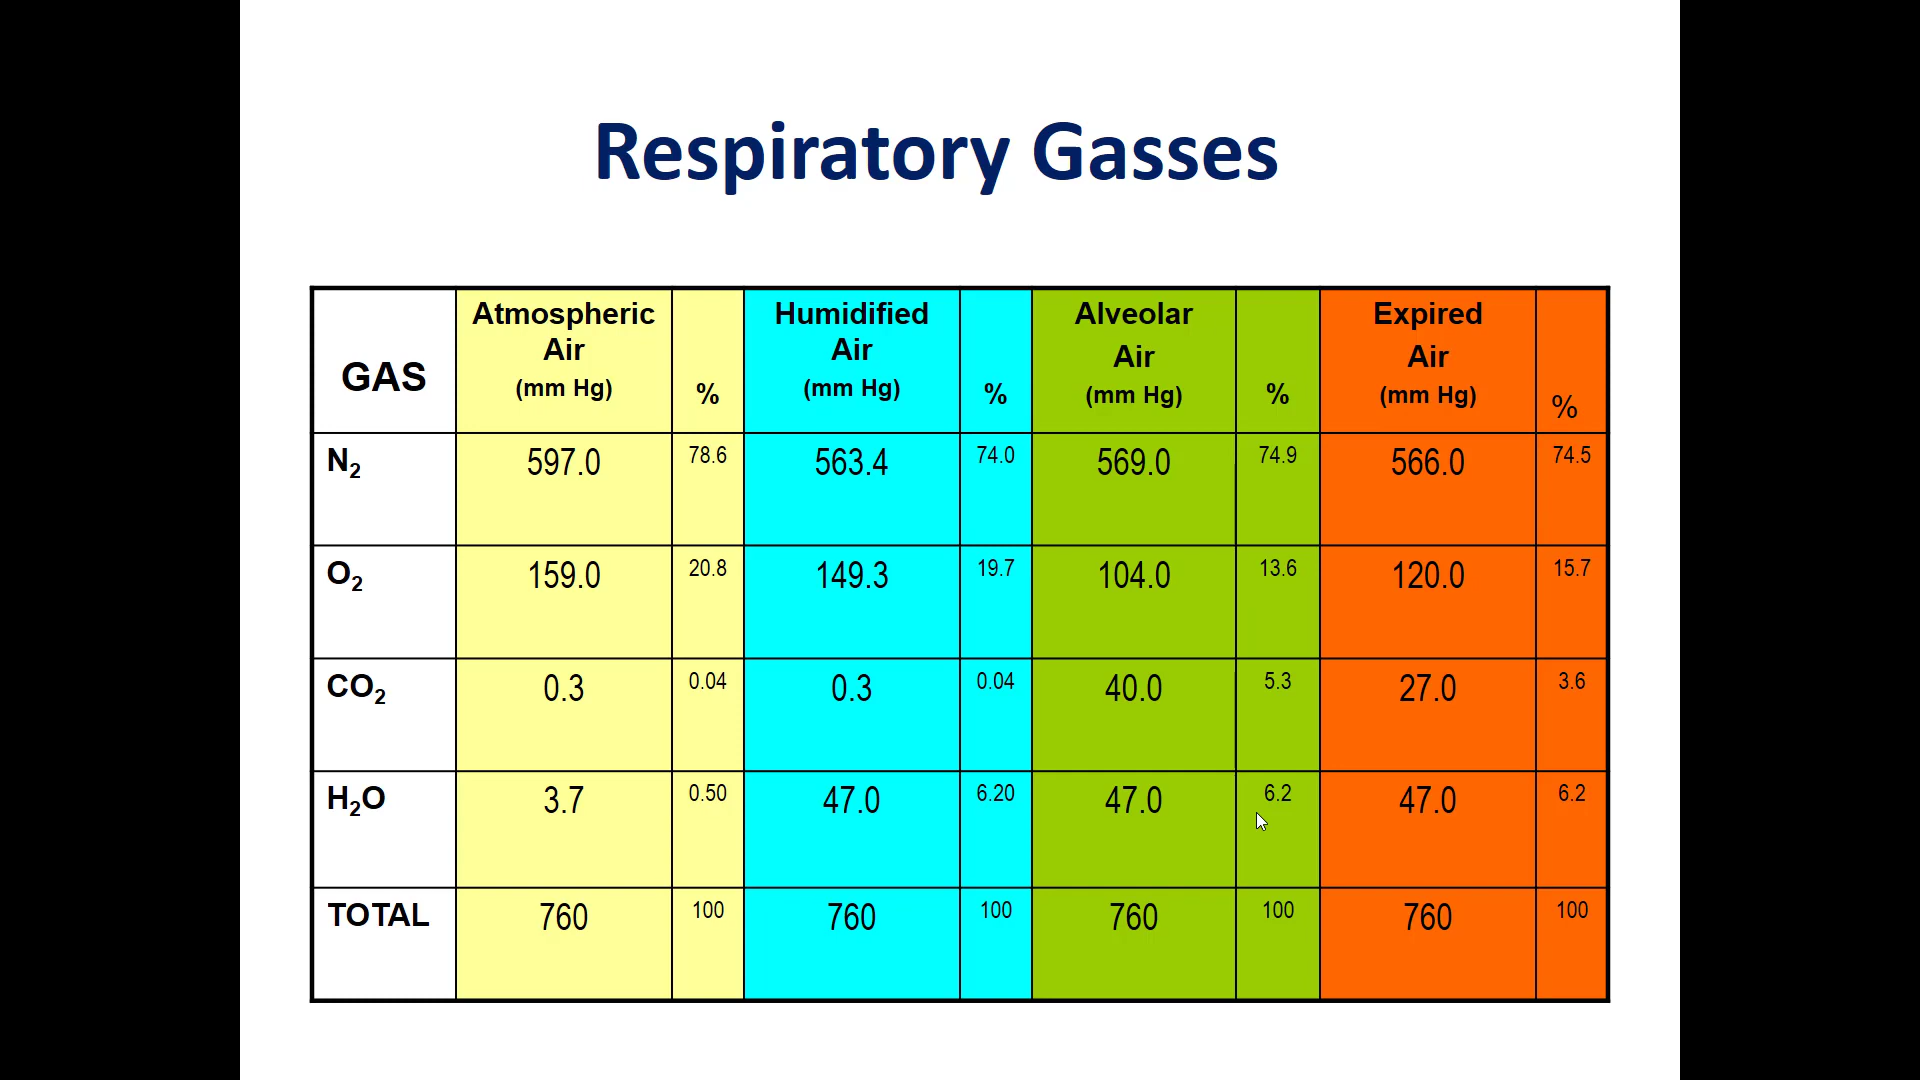 Respiratory Gasses
GAS Atmospheric Air (mm Hg) % Humidified Air (mm Hg) % Alveolar Air (mm Hg) % Expired Air (mm Hg) %
N₂ 597.0 78.6 563.4 74.0 569.0 74.9 566.0 74.5
O₂ 159.0 20.8 149.3 19.7 104.0 13.6 120.0 15.7
CO₂ 0.3 0.04 0.3 0.04 40.0 5.3 27.0 3.6
H₂O 3.7 0.50 47.0 6.20 47.0 6.2 47.0 6.2
TOTAL 760 100 760 100 760 100 760 100